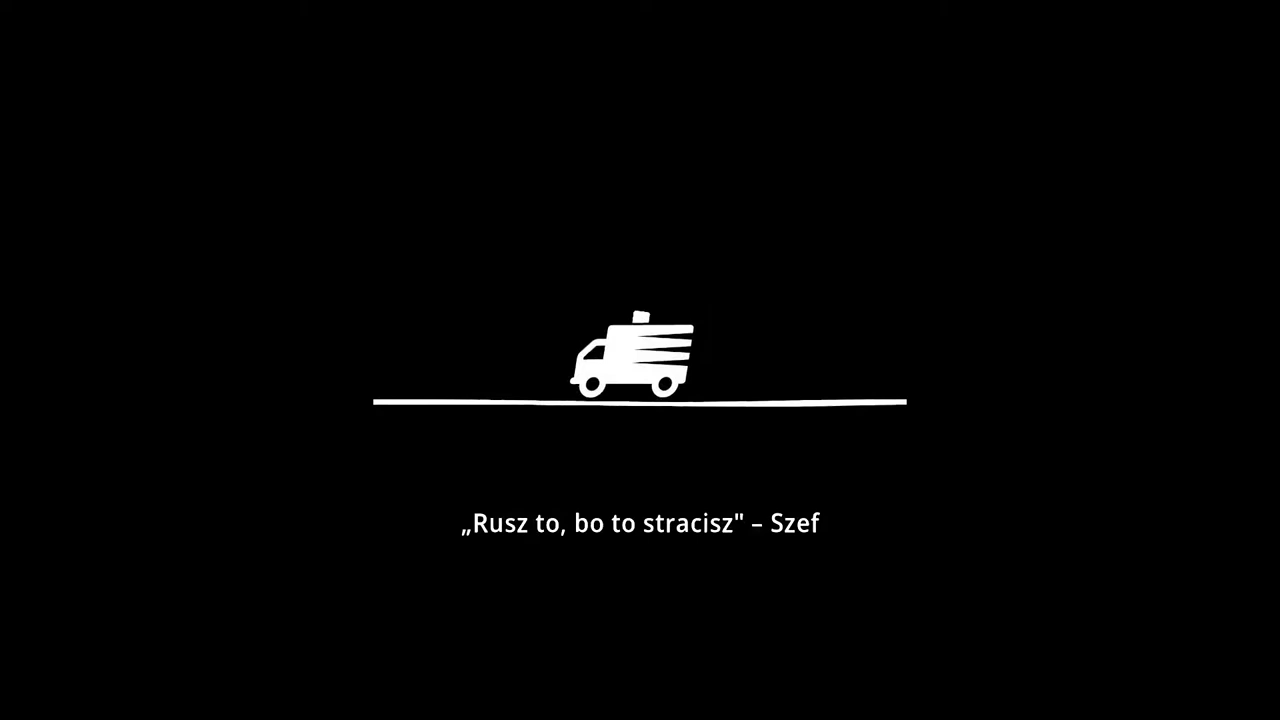 „Rusz to, bo to stracisz" – Szef